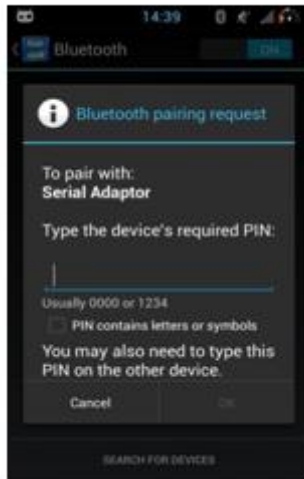 14:39
Bluetooth
ON
Bluetooth pairing request
To pair with:
Serial Adaptor
Type the device's required PIN:
Usually 0000 or 1234
PIN contains letters or symbols
You may also need to type this
PIN on the other device.
Cancel
OK
SEARCH FOR DEVICES